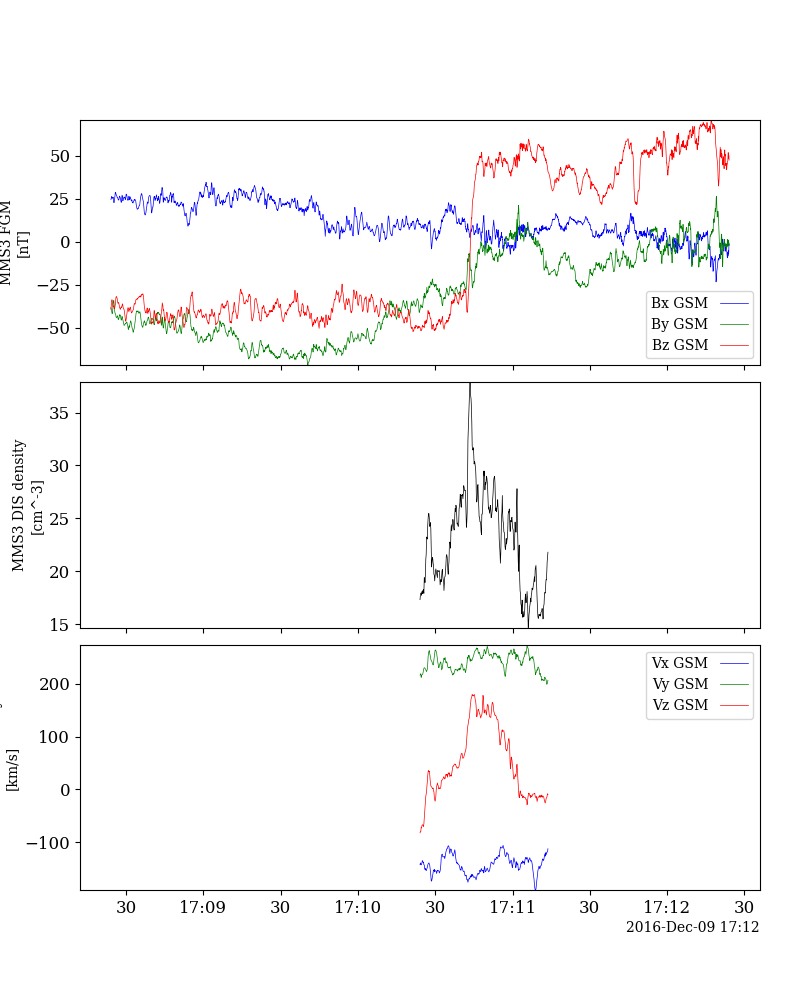 50
25
0
−25
−50
MMS3 FGM
[nT]
Bx GSM
By GSM
Bz GSM
35
30
25
20
15
MMS3 DIS density
[cm^-3]
200
100
0
−100
[km/s]
Vx GSM
Vy GSM
Vz GSM
30 17:09 30 17:10 30 17:11 30 17:12 30
2016-Dec-09 17:12